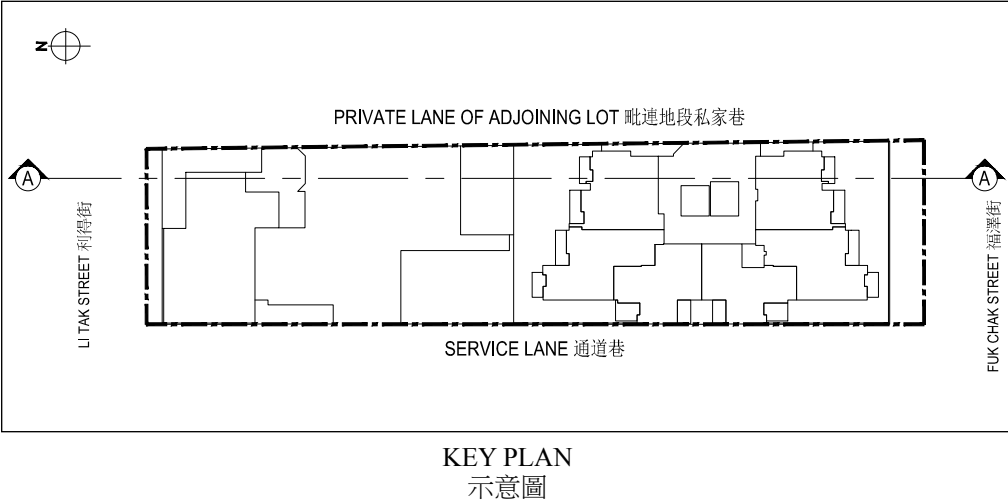 N
PRIVATE LANE OF ADJOINING LOT 毗連地段私家巷
A
A
LI TAK STREET 利得街
FUK CHAK STREET 福澤街
SERVICE LANE 通道巷
KEY PLAN
示意圖